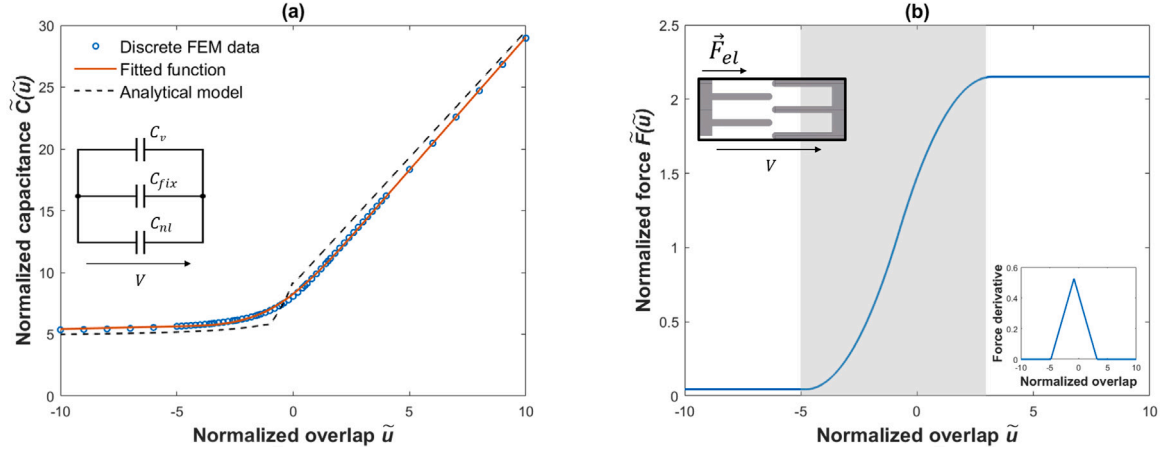 (a)
Normalized capacitance C̃(ũ)
30
25
20
15
10
5
0
Discrete FEM data
Fitted function
Analytical model
C_v
C_fix
C_nl
V
-10
-5
0
5
10
Normalized overlap ũ
(b)
Normalized force F̃(ũ)
2.5
2
1.5
1
0.5
0
F⃗_el
V
Force derivative
0.6
0.4
0.2
0
-10
-5
0
5
10
Normalized overlap
-10
-5
0
5
10
Normalized overlap ũ